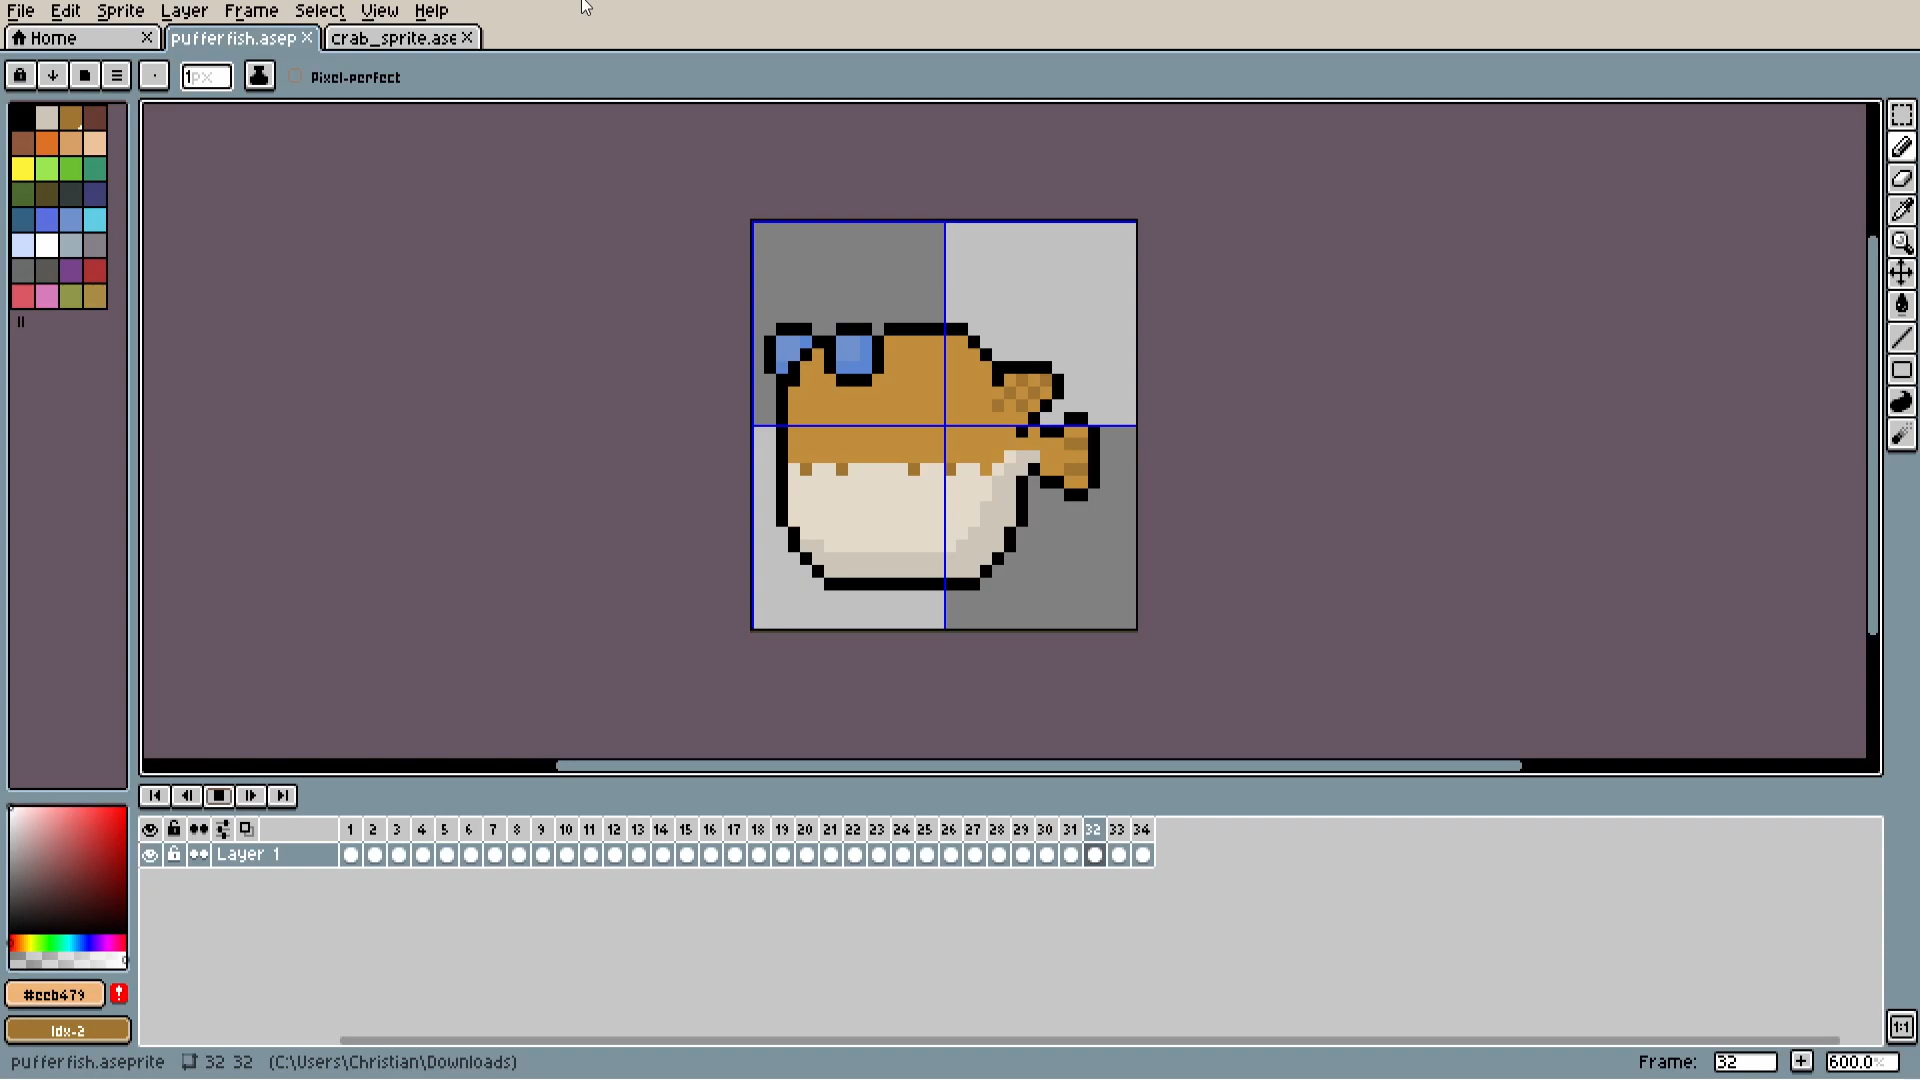 File Edit Sprite Layer Frame Select View Help
Home pufferfish.asep crab_sprite.ase
1px Pixel-perfect
1 2 3 4 5 6 7 8 9 10 11 12 13 14 15 16 17 18 19 20 21 22 23 24 25 26 27 28 29 30 31 32 33 34
Layer 1
#ecb479 !
Idx-2
1:1
pufferfish.aseprite 32 32 (C:\Users\Christian\Downloads) Frame: 32 + 600.0%